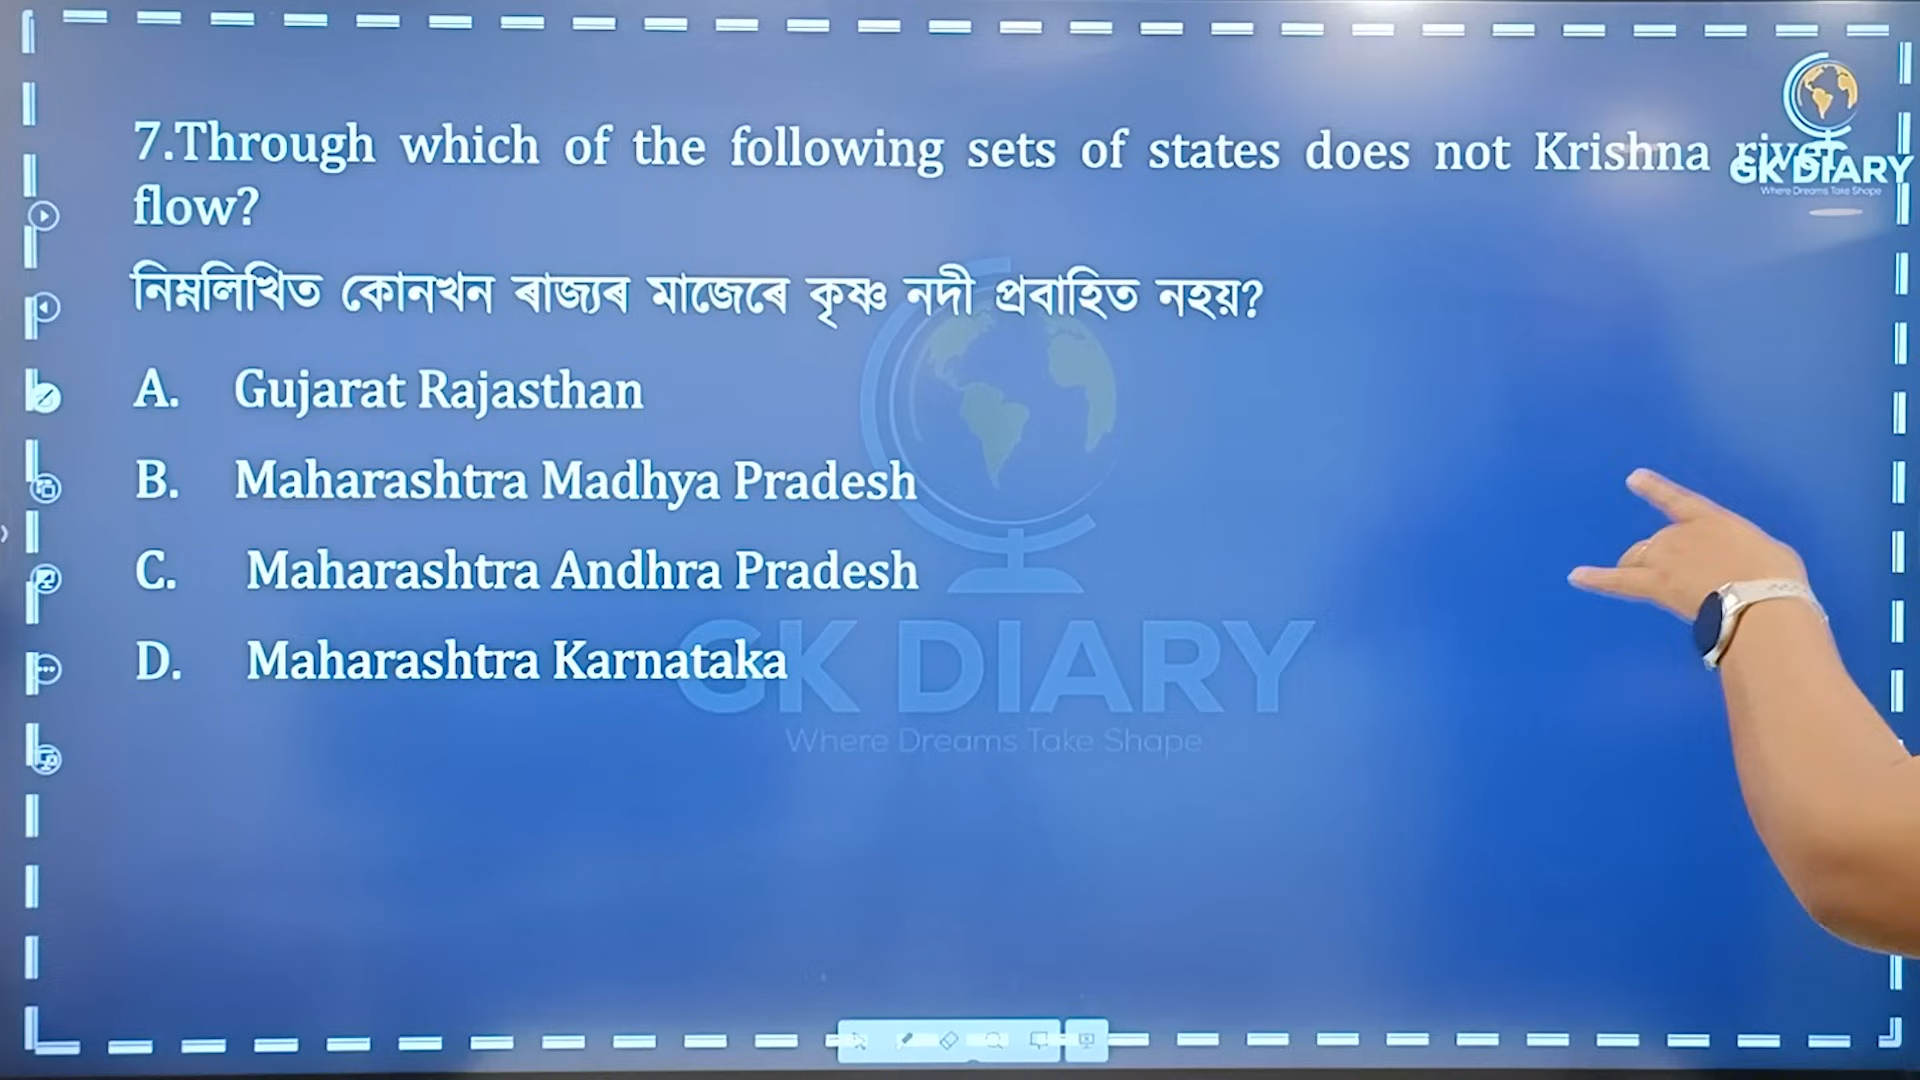 7.Through which of the following sets of states does not Krishna river
flow?
নিম্নলিখিত কোনখন ৰাজ্যৰ মাজেৰে কৃষ্ণ নদী প্ৰবাহিত নহয়?
A. Gujarat Rajasthan
B. Maharashtra Madhya Pradesh
C. Maharashtra Andhra Pradesh
D. Maharashtra Karnataka
GK DIARY
Where Dreams Take Shape
GK DIARY
Where Dreams Take Shape